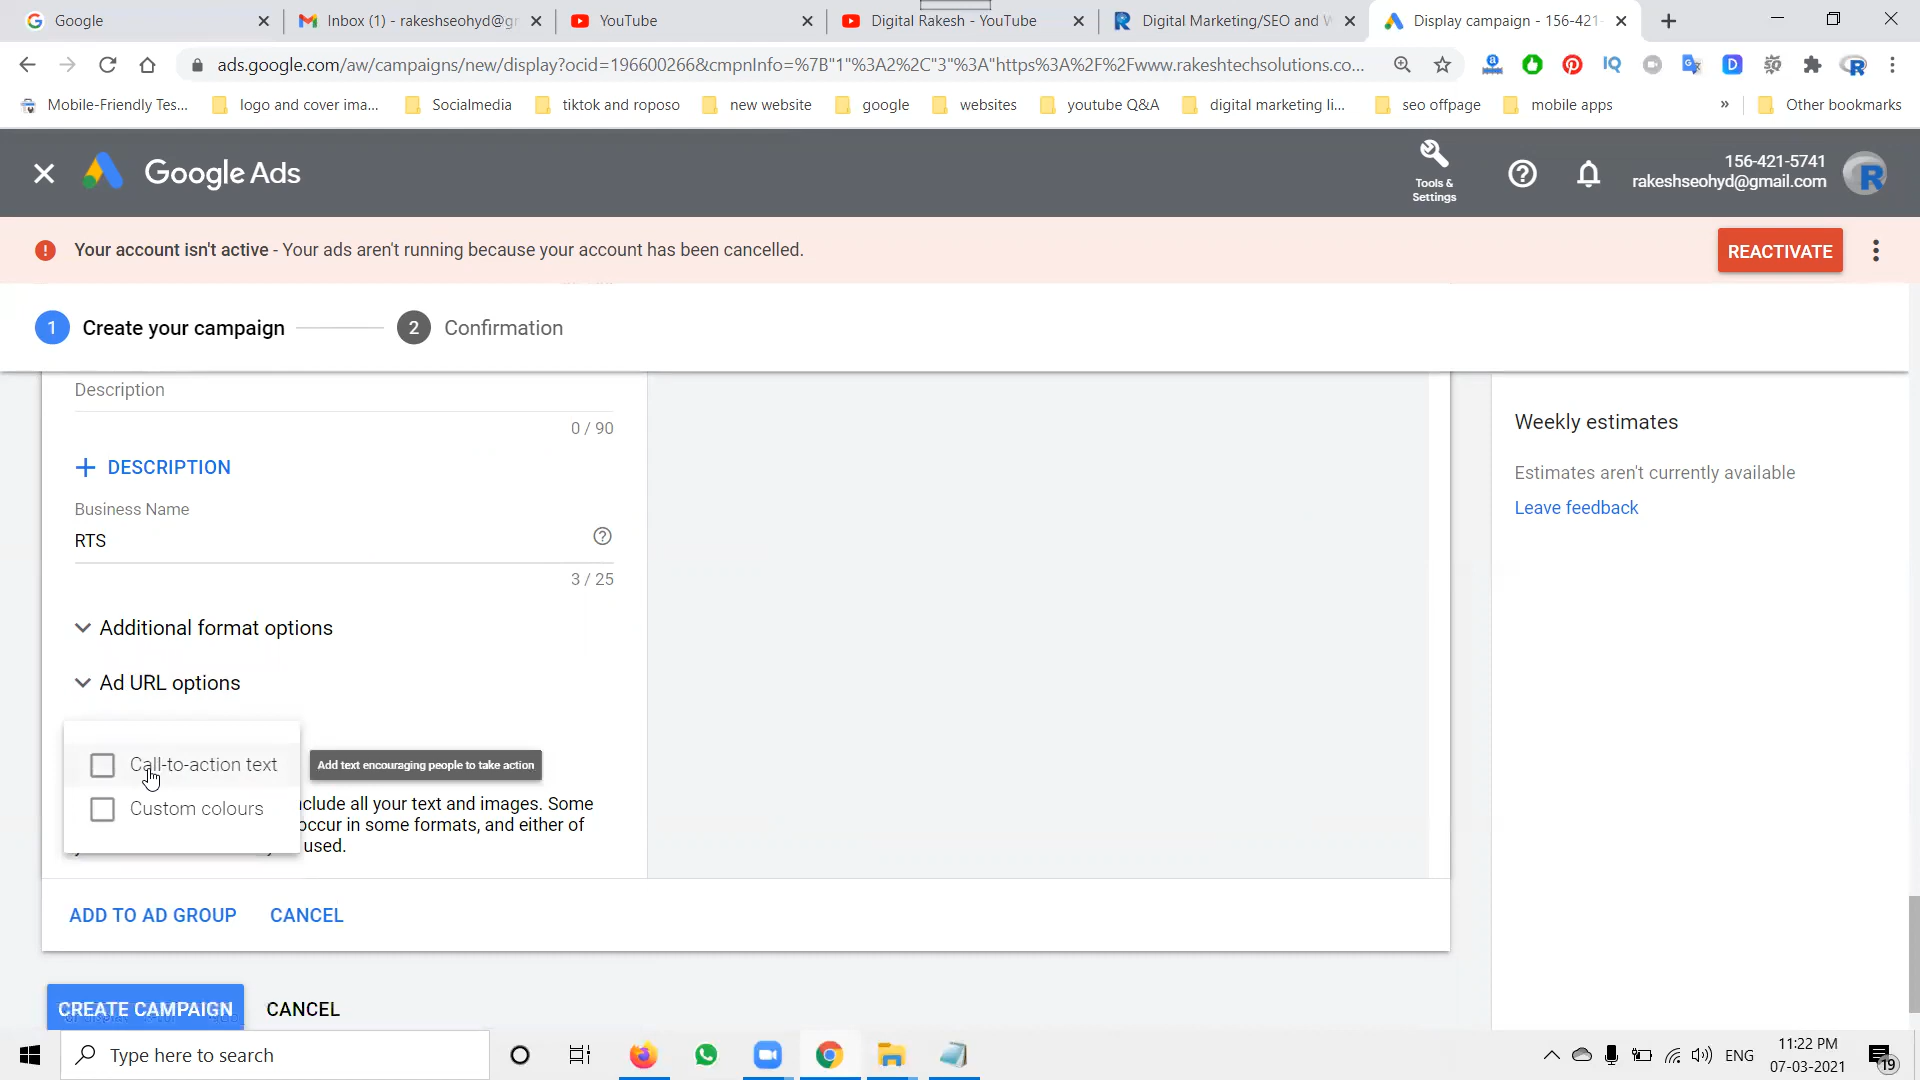 Google
Inbox (1) - rakeshseohyd@gr
YouTube
Digital Rakesh - YouTube
Digital Marketing/SEO and W
Display campaign - 156-421-
ads.google.com/aw/campaigns/new/display?ocid=196600266&cmpnInfo=%7B"1"%3A2%2C"3"%3A"https%3A%2F%2Fwww.rakeshtechsolutions.co...
Mobile-Friendly Tes...
logo and cover ima...
Socialmedia
tiktok and roposo
new website
google
websites
youtube Q&A
digital marketing li...
seo offpage
mobile apps
»
Other bookmarks
Google Ads
Tools &
Settings
156-421-5741
rakeshseohyd@gmail.com
Your account isn't active - Your ads aren't running because your account has been cancelled.
REACTIVATE
1 Create your campaign
2 Confirmation
Description
0 / 90
DESCRIPTION
Business Name
RTS
3 / 25
Additional format options
Ad URL options
Call-to-action text
Add text encouraging people to take action
Custom colours
nclude all your text and images. Some
occur in some formats, and either of
used.
ADD TO AD GROUP
CANCEL
CREATE CAMPAIGN
CANCEL
Weekly estimates
Estimates aren't currently available
Leave feedback
Type here to search
ENG
11:22 PM
07-03-2021
19